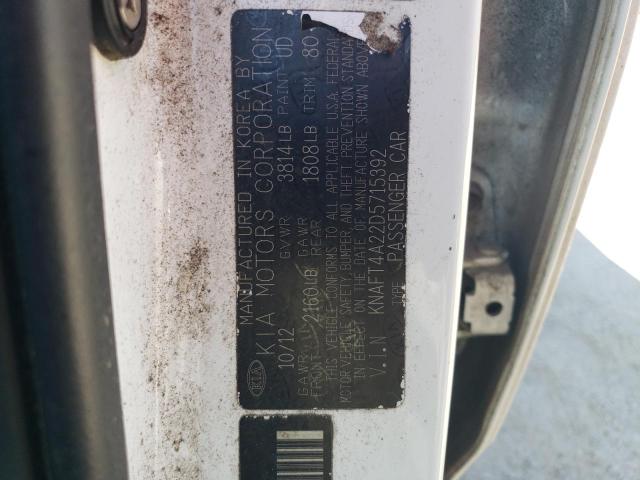 MANUFACTURED IN KOREA BY
KIA MOTORS CORPORATION
10/12 GVWR 3814LB PAINT UD
GAWR FRONT 2160LB GAWR REAR 1808LB TRIM 80
THIS VEHICLE CONFORMS TO ALL APPLICABLE U.S.A. FEDERAL
MOTOR VEHICLE SAFETY, BUMPER, AND THEFT PREVENTION STANDA
IN EFFECT ON THE DATE OF MANUFACTURE SHOWN ABOVE
V.I.N KNAFT4A22D5715392
TYPE PASSENGER CAR
KIA